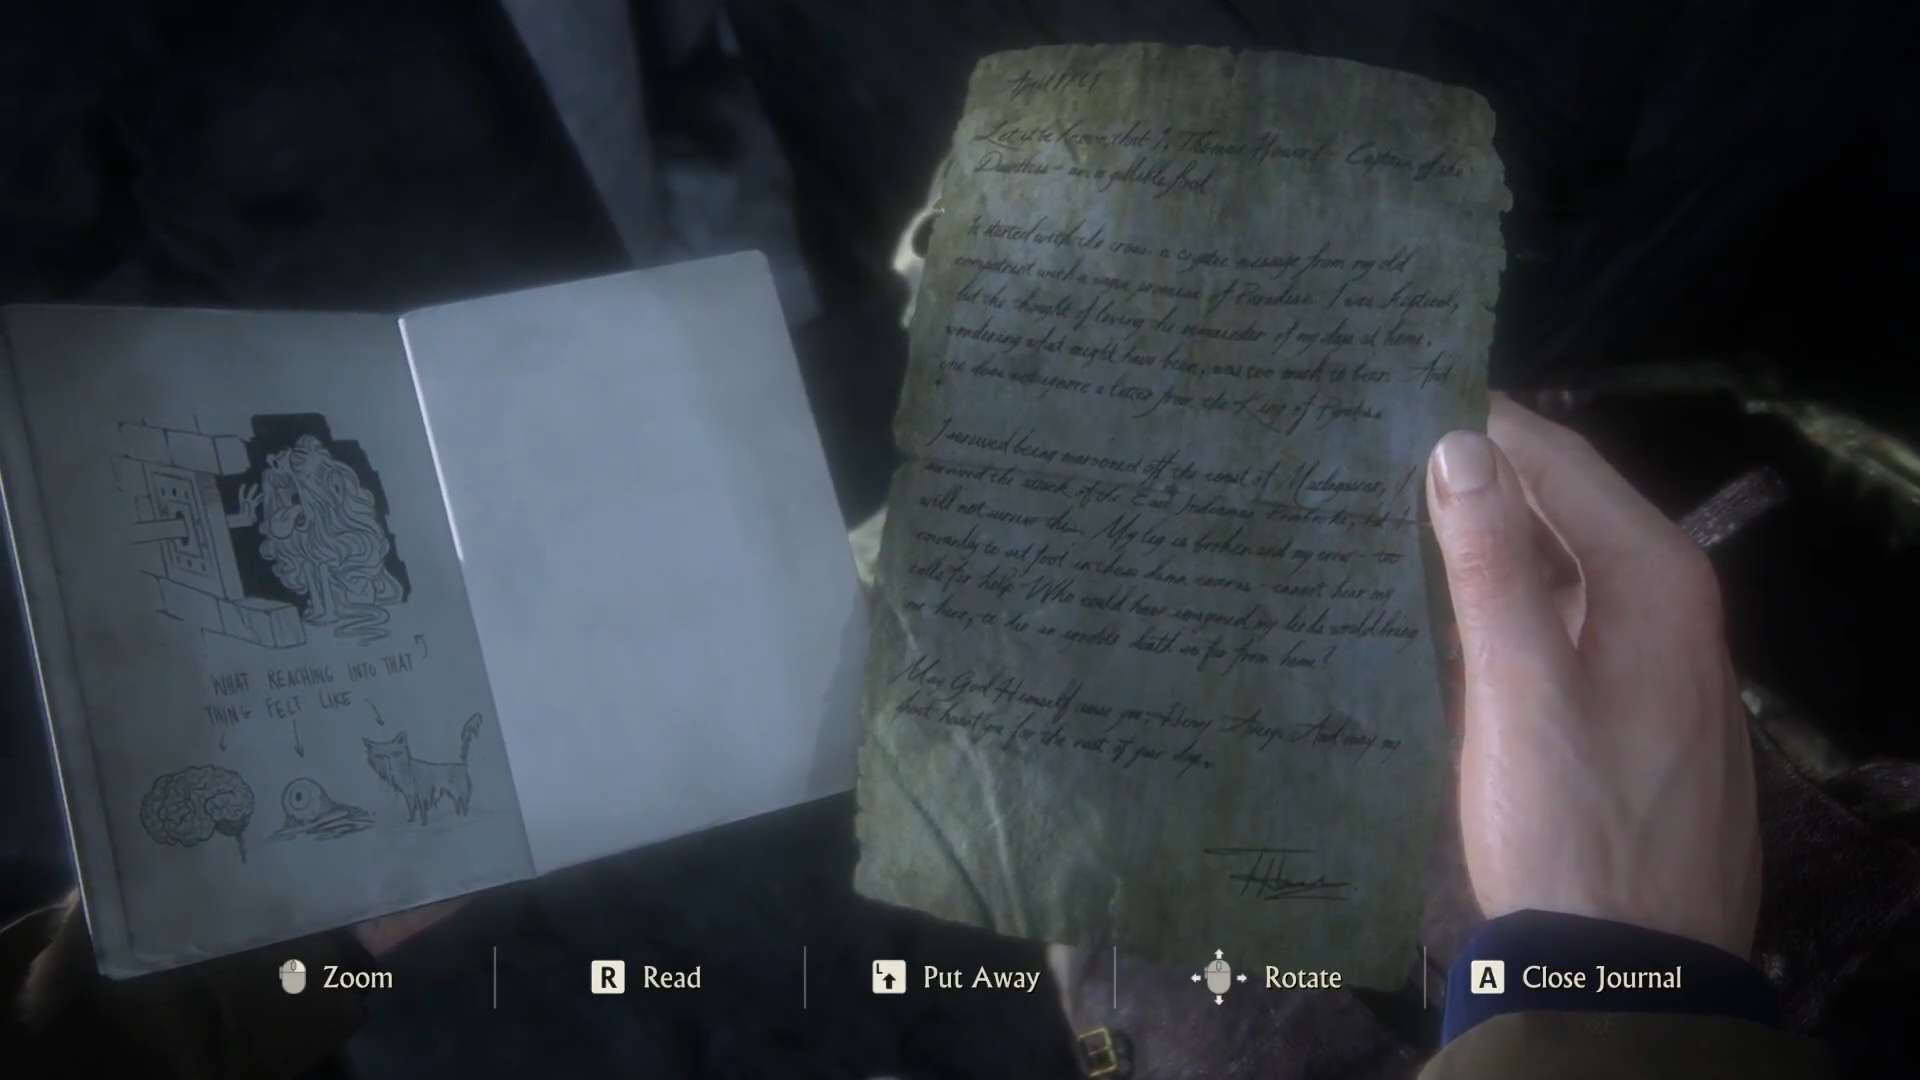 WHAT REACHING INTO THAT
THING FELT LIKE
April
Let it be known that I, Thomas Howard - Captain of the
Dauntless - am a gullible fool.
It started with the cross, a cryptic message from my old
compatriot with a vague promise of Paradise. I was skeptical,
but the thought of living the remainder of my days at home,
wondering what might have been, was too much to bear. And
one does not ignore a letter from the King of Pirates.
I survived being marooned off the coast of Madagascar, I
survived the attack of the East Indiaman Pembroke, but I
will not survive this. My leg is broken and my crew - too
cowardly to set foot in these damn caverns - cannot hear my
calls for help. Who could have imagined my deeds would bring
me here, to die an ignoble death so far from home?
May God Himself curse you, Henry Avery. And may my
ghost haunt you for the rest of your days.
Zoom
R Read
L Put Away
Rotate
A Close Journal